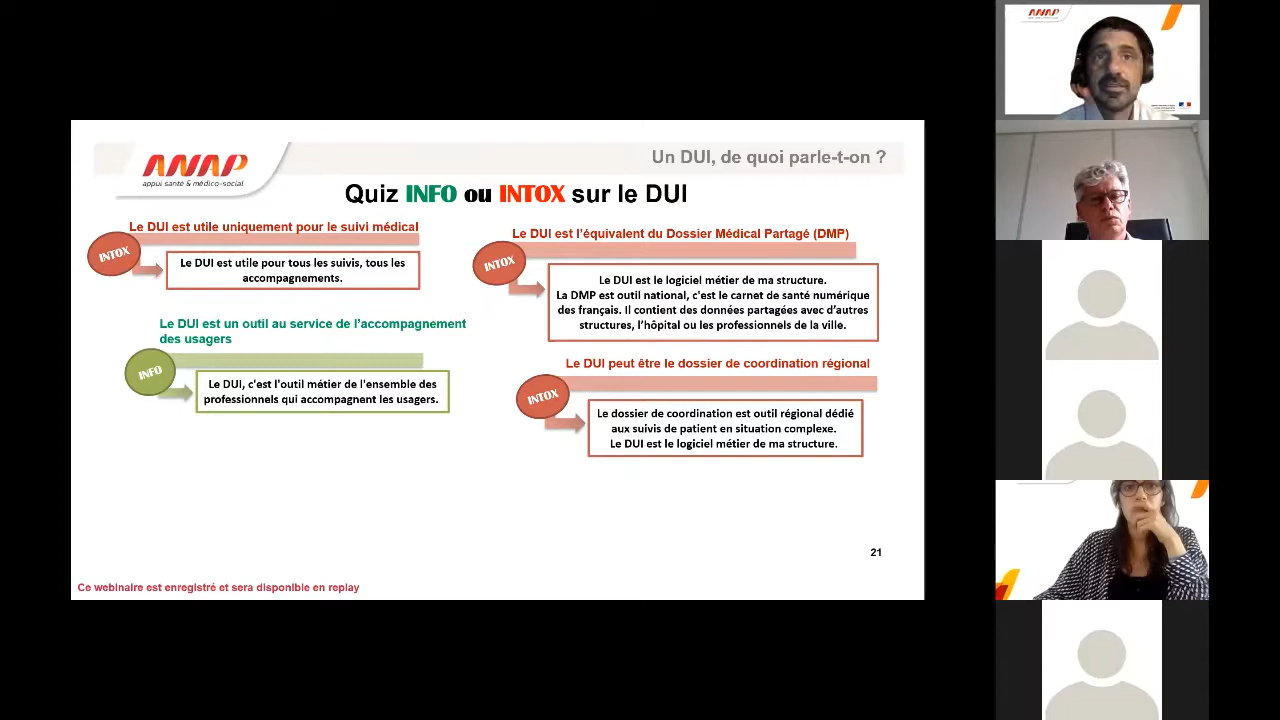 ANAP
appui santé & médico-social
Un DUI, de quoi parle-t-on ?
Quiz INFO ou INTOX sur le DUI
Le DUI est utile uniquement pour le suivi médical
INTOX
Le DUI est utile pour tous les suivis, tous les
accompagnements.
Le DUI est un outil au service de l'accompagnement
des usagers
INFO
Le DUI, c'est l'outil métier de l'ensemble des
professionnels qui accompagnent les usagers.
Le DUI est l'équivalent du Dossier Médical Partagé (DMP)
INTOX
Le DUI est le logiciel métier de ma structure.
La DMP est outil national, c'est le carnet de santé numérique
des français. Il contient des données partagées avec d'autres
structures, l'hôpital ou les professionnels de la ville.
Le DUI peut être le dossier de coordination régional
INTOX
Le dossier de coordination est outil régional dédié
aux suivis de patient en situation complexe.
Le DUI est le logiciel métier de ma structure.
21
Ce webinaire est enregistré et sera disponible en replay
ANAP